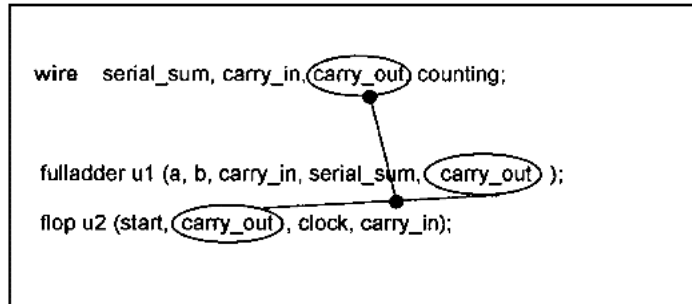 wire serial_sum, carry_in, carry_out, counting;
fulladder u1 (a, b, carry_in, serial_sum, carry_out );
flop u2 (start, carry_out ), clock, carry_in);